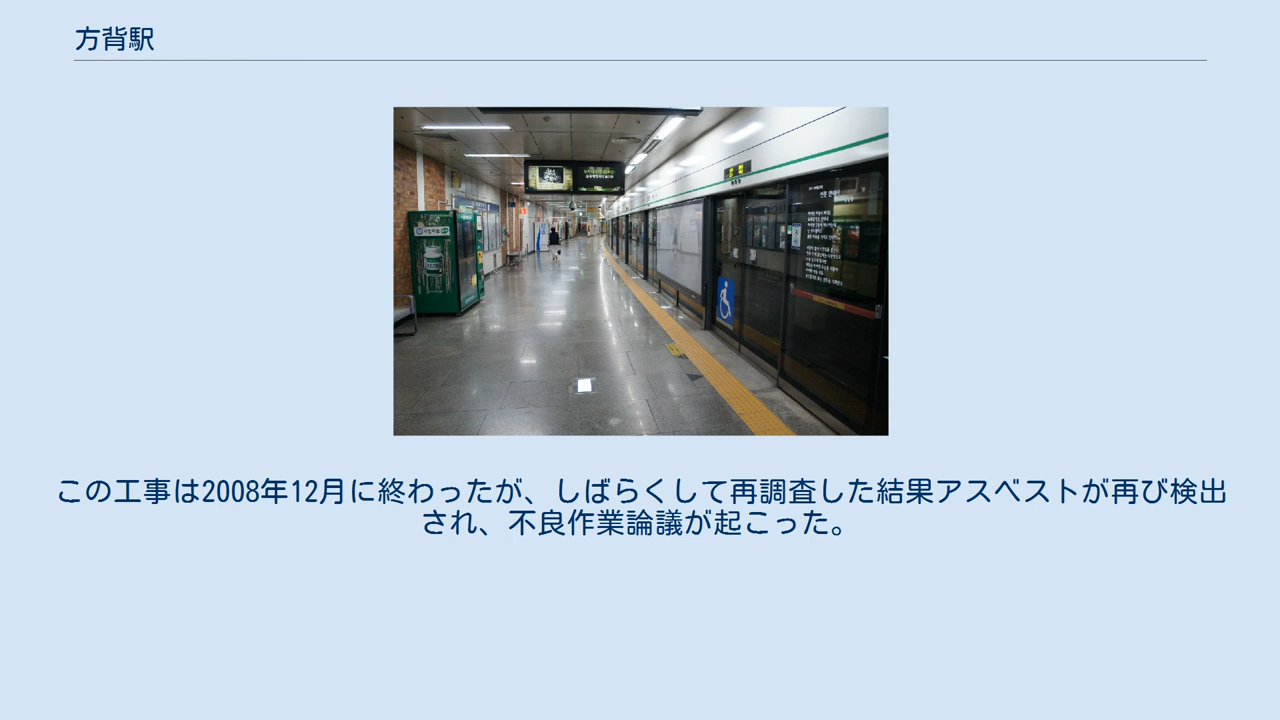 方背駅
この工事は2008年12月に終わったが、しばらくして再調査した結果アスベストが再び検出
され、不良作業論議が起こった。